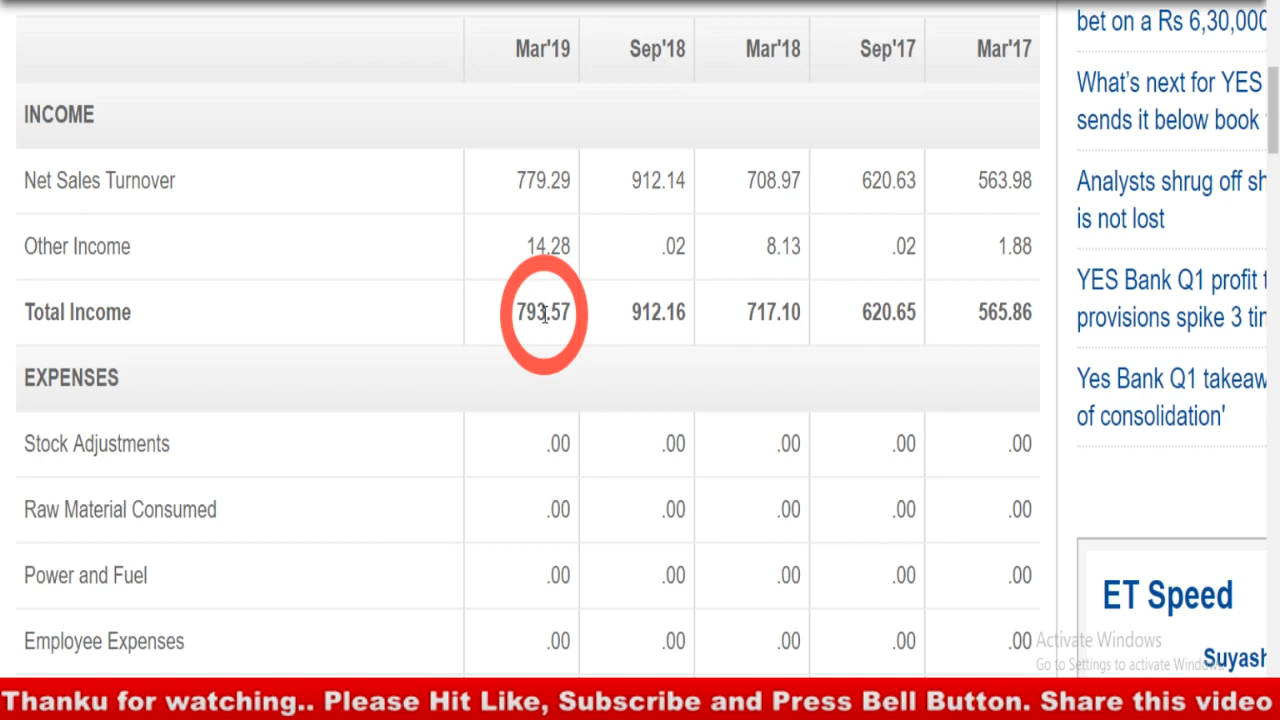 Mar'19 Sep'18 Mar'18 Sep'17 Mar'17
INCOME
Net Sales Turnover 779.29 912.14 708.97 620.63 563.98
Other Income 14.28 .02 8.13 .02 1.88
Total Income 793.57 912.16 717.10 620.65 565.86
EXPENSES
Stock Adjustments .00 .00 .00 .00 .00
Raw Material Consumed .00 .00 .00 .00 .00
Power and Fuel .00 .00 .00 .00 .00
Employee Expenses .00 .00 .00 .00 .00
bet on a Rs 6,30,000
What's next for YES
sends it below book
Analysts shrug off sh
is not lost
YES Bank Q1 profit
provisions spike 3 tim
Yes Bank Q1 takeaw
of consolidation'
ET Speed
Activate Windows
Go to Settings to activate Windows.
Suyash
Thanku for watching.. Please Hit Like, Subscribe and Press Bell Button. Share this video